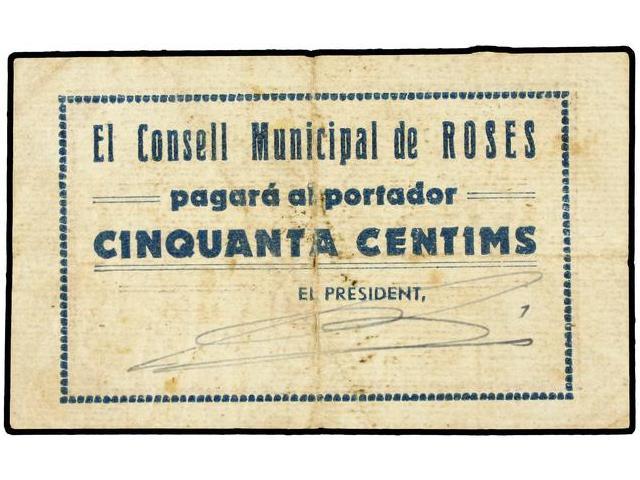 El Consell Municipal de ROSES
pagará al portador
CINQUANTA CENTIMS
EL PRESIDENT,